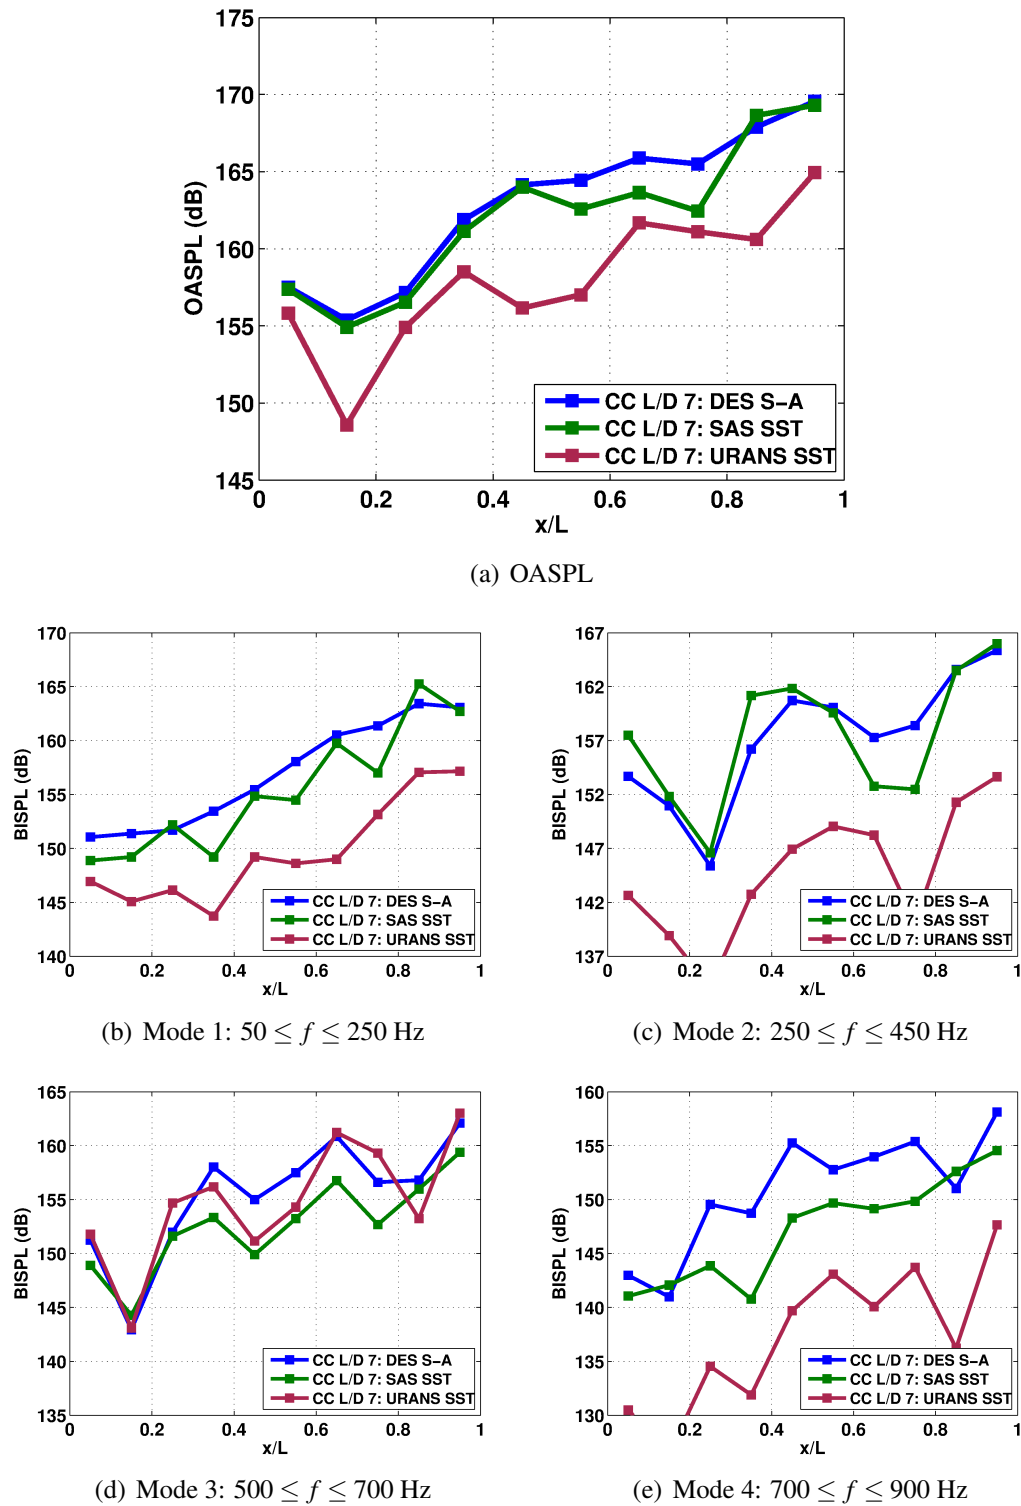 175
170
165
160
155
150
145
OASPL (dB)
CC L/D 7: DES S-A
CC L/D 7: SAS SST
CC L/D 7: URANS SST
0 0.2 0.4 0.6 0.8 1
x/L
(a) OASPL
170
165
160
155
150
145
140
BISPL (dB)
CC L/D 7: DES S-A
CC L/D 7: SAS SST
CC L/D 7: URANS SST
0 0.2 0.4 0.6 0.8 1
x/L
(b) Mode 1: 50 ≤ f ≤ 250 Hz
167
162
157
152
147
142
137
BISPL (dB)
CC L/D 7: DES S-A
CC L/D 7: SAS SST
CC L/D 7: URANS SST
0 0.2 0.4 0.6 0.8 1
x/L
(c) Mode 2: 250 ≤ f ≤ 450 Hz
165
160
155
150
145
140
135
BISPL (dB)
CC L/D 7: DES S-A
CC L/D 7: SAS SST
CC L/D 7: URANS SST
0 0.2 0.4 0.6 0.8 1
x/L
(d) Mode 3: 500 ≤ f ≤ 700 Hz
160
155
150
145
140
135
130
BISPL (dB)
CC L/D 7: DES S-A
CC L/D 7: SAS SST
CC L/D 7: URANS SST
0 0.2 0.4 0.6 0.8 1
x/L
(e) Mode 4: 700 ≤ f ≤ 900 Hz